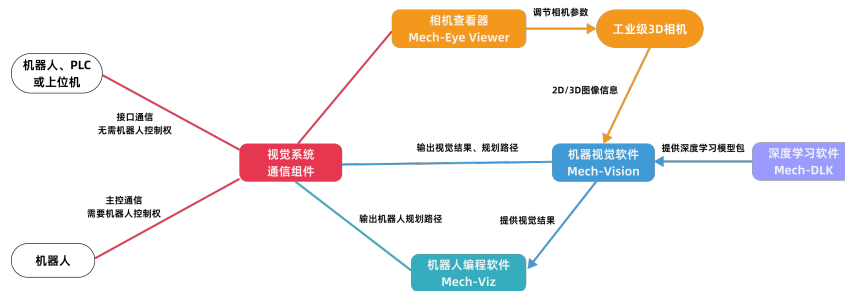 相机查看器
Mech-Eye Viewer
调节相机参数
工业级3D相机
机器人、PLC
或上位机
2D/3D图像信息
接口通信
无需机器人控制权
视觉系统
通信组件
输出视觉结果、规划路径
机器视觉软件
Mech-Vision
提供深度学习模型包
深度学习软件
Mech-DLK
主控通信
需要机器人控制权
输出机器人规划路径
提供视觉结果
机器人
机器人编程软件
Mech-Viz